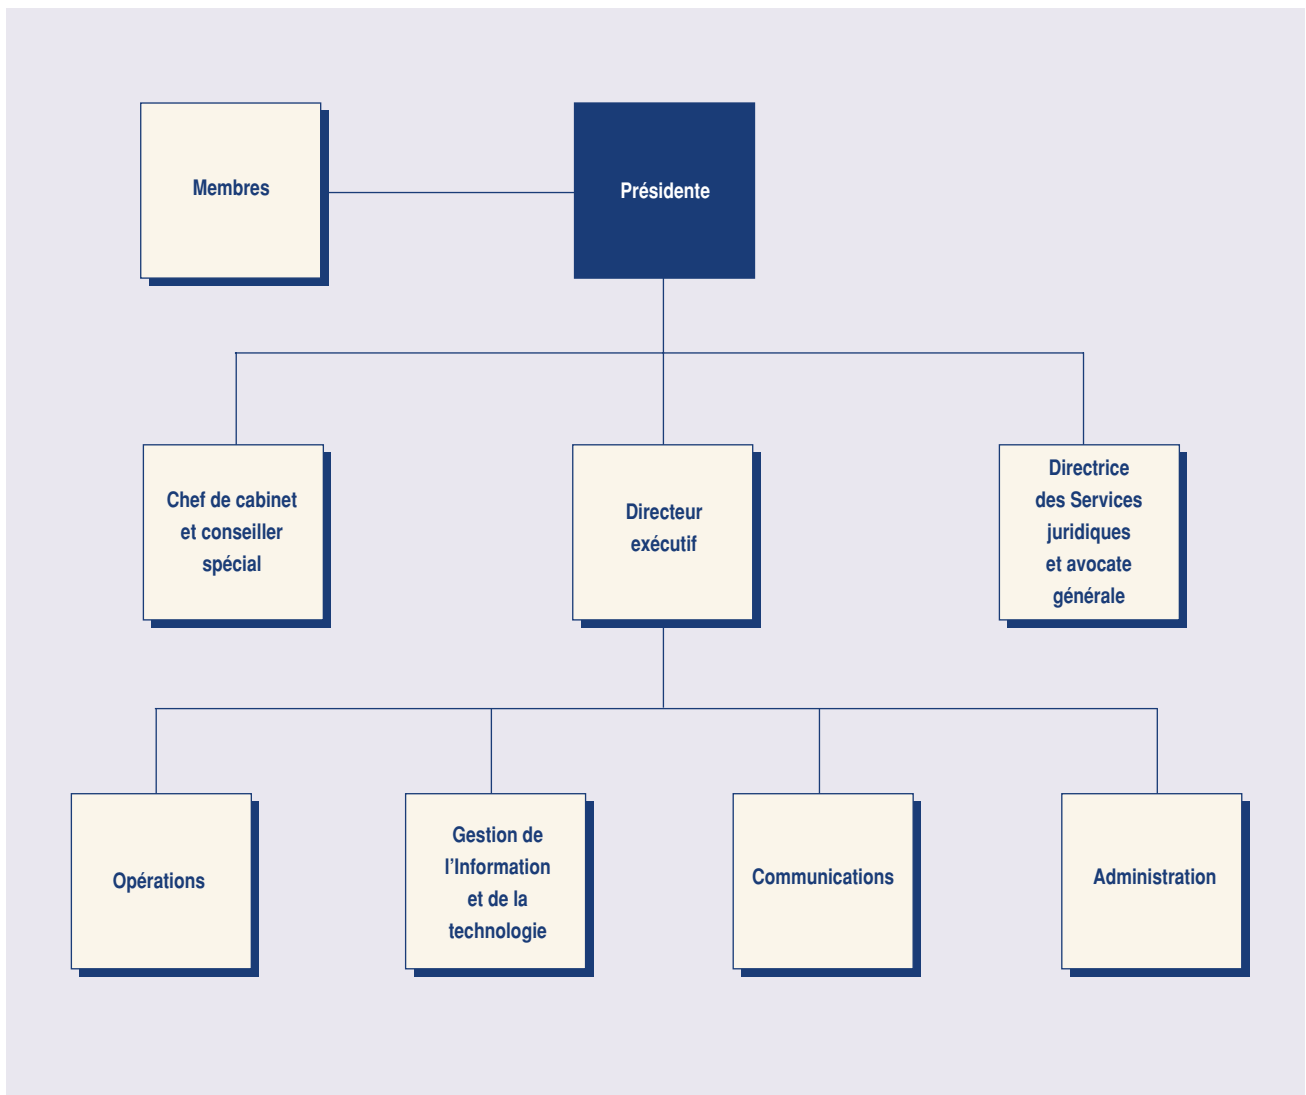 Membres
Présidente
Chef de cabinet
et conseiller
spécial
Directeur
exécutif
Directrice
des Services
juridiques
et avocate
générale
Opérations
Gestion de
l'Information
et de la
technologie
Communications
Administration